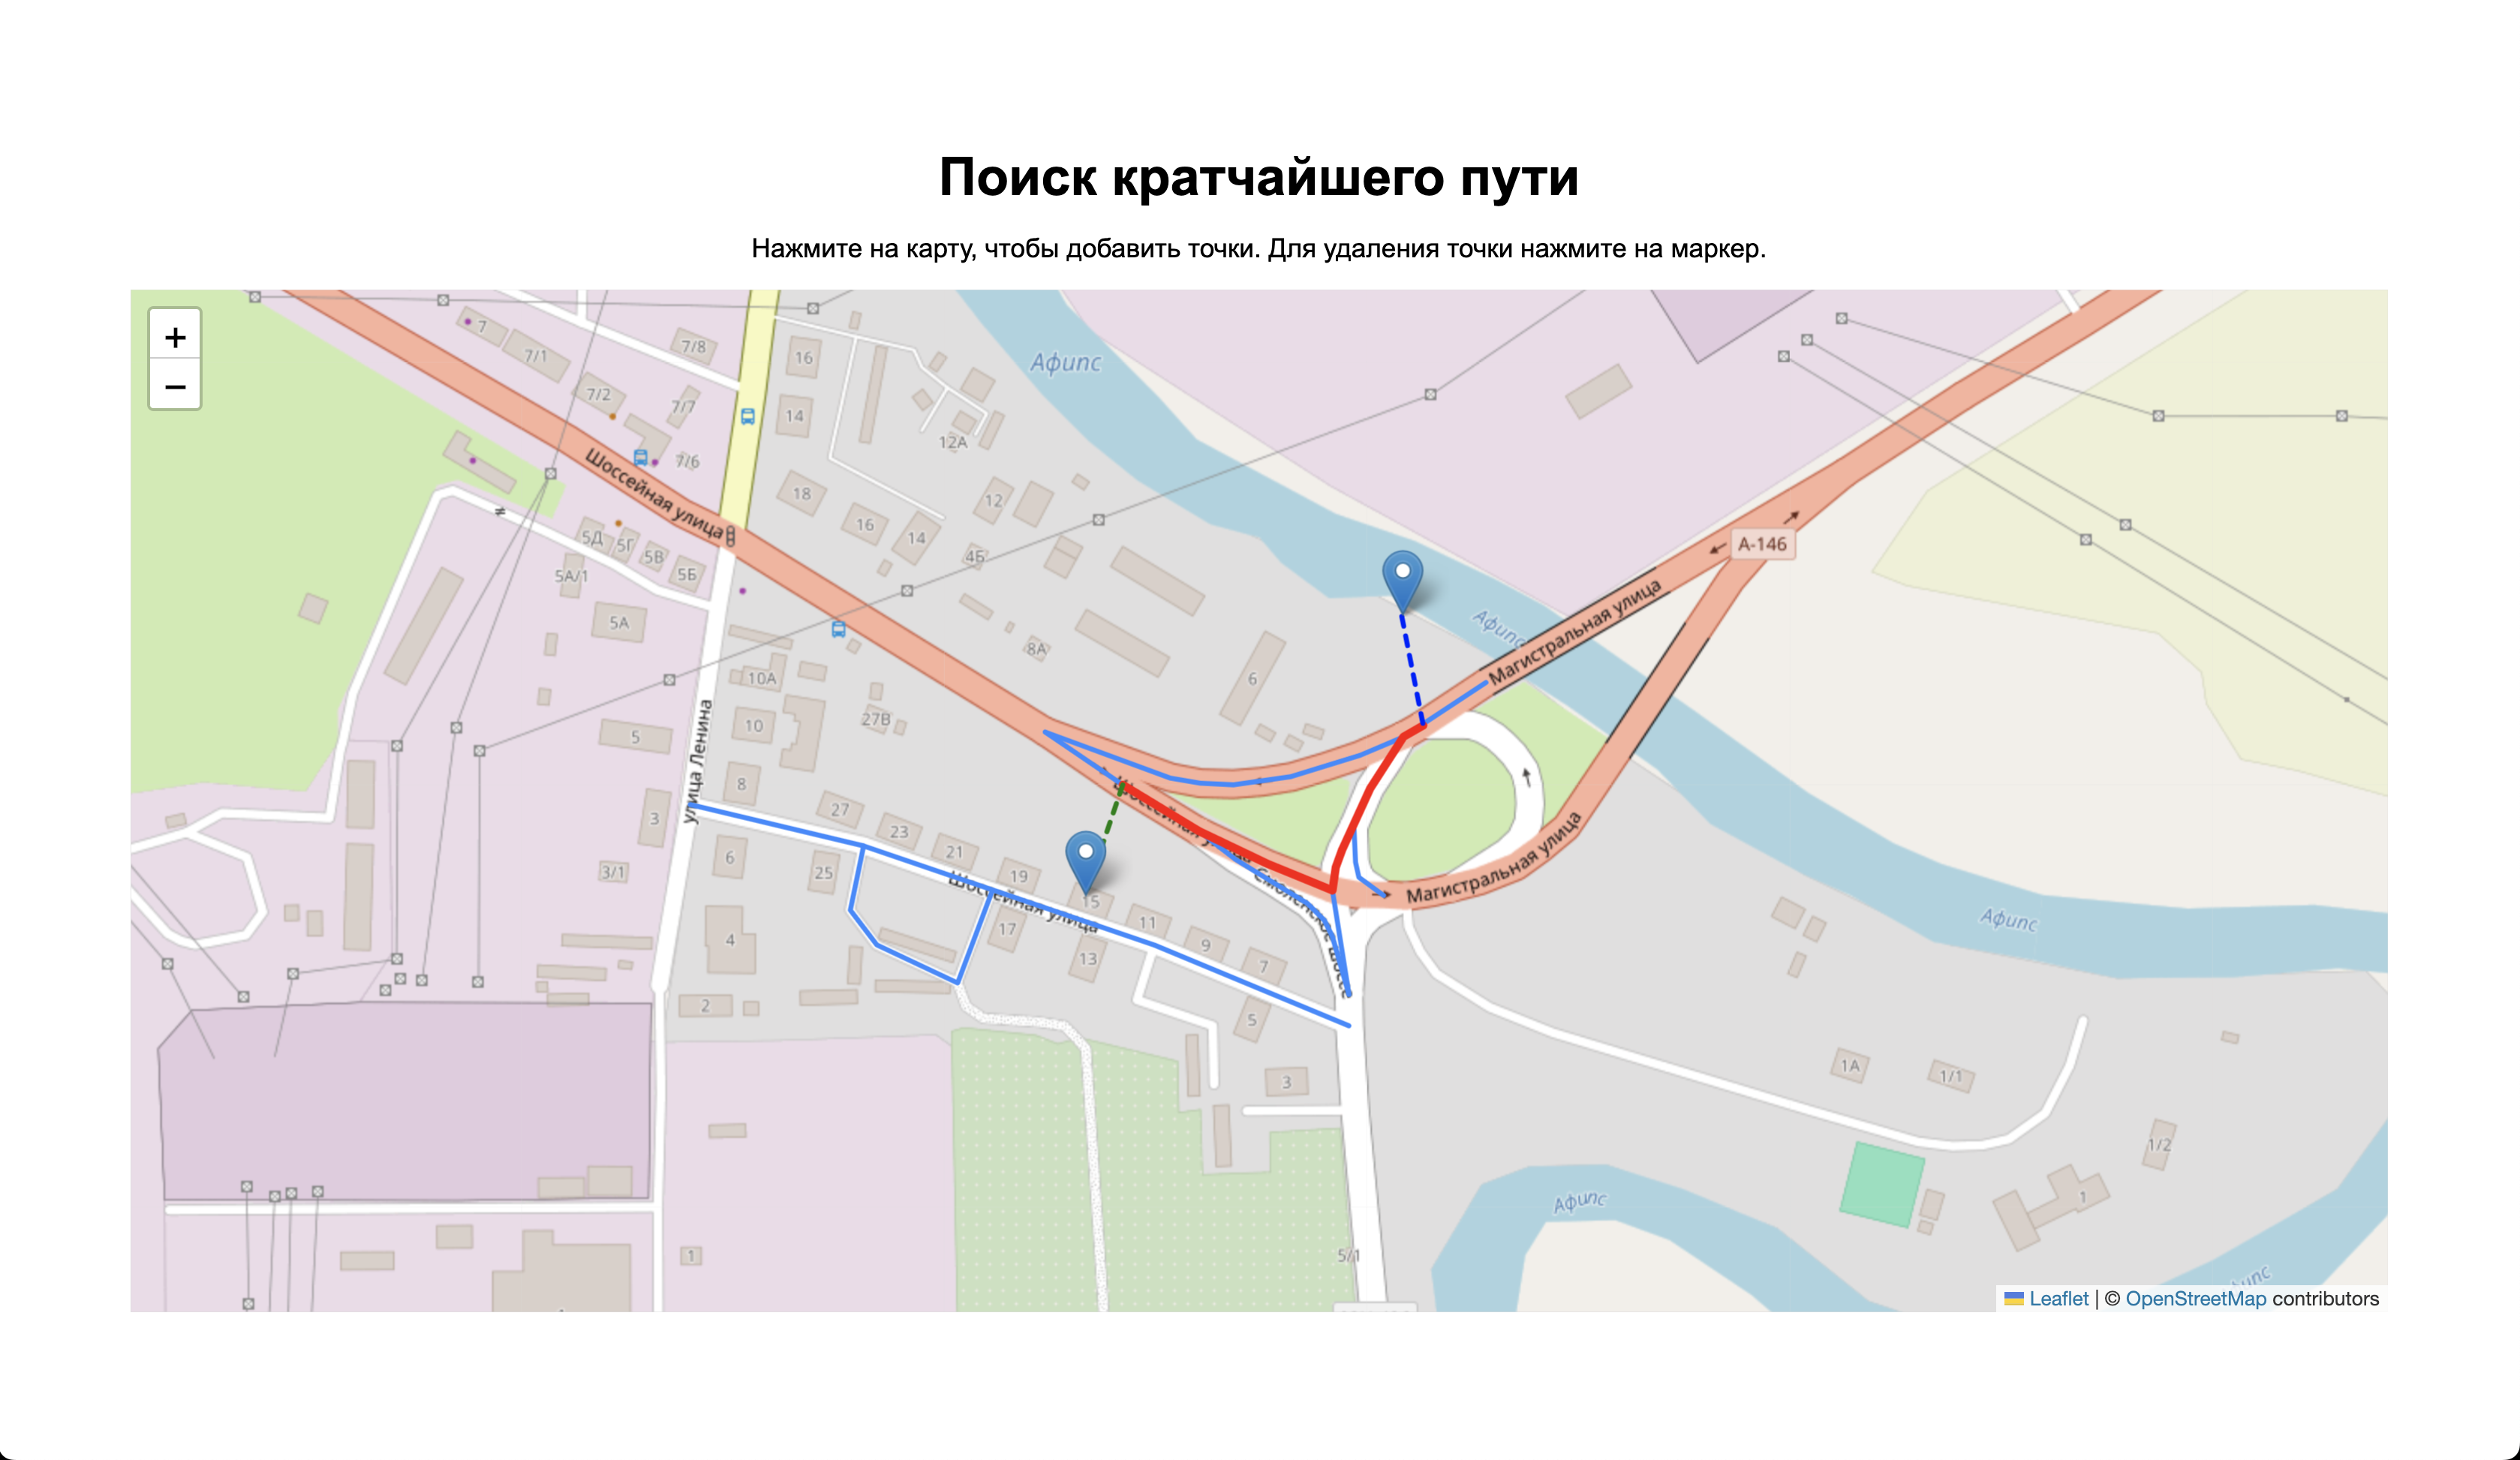 Поиск кратчайшего пути
Нажмите на карту, чтобы добавить точки. Для удаления точки нажмите на маркер.
+
−
7
7/1
7/8
16
Афипс
7/2
7/7
14
12А
7/6
Шоссейная улица
18
12
16
14
4Б
5Д
5Г
5В
5Б
5А/1
А-146
5А
8А
Афипс
Магистральная улица
10А
6
27В
10
5
улица Ленина
8
27
3
23
21
Шоссейная улица
6
25
19
3/1
Смоленское шоссе
Магистральная улица
Шоссейная улица
15
17
11
4
9
13
7
Афипс
2
5
1А
1/1
3
1/2
Афипс
1
1
5/1
Leaflet | © OpenStreetMap contributors